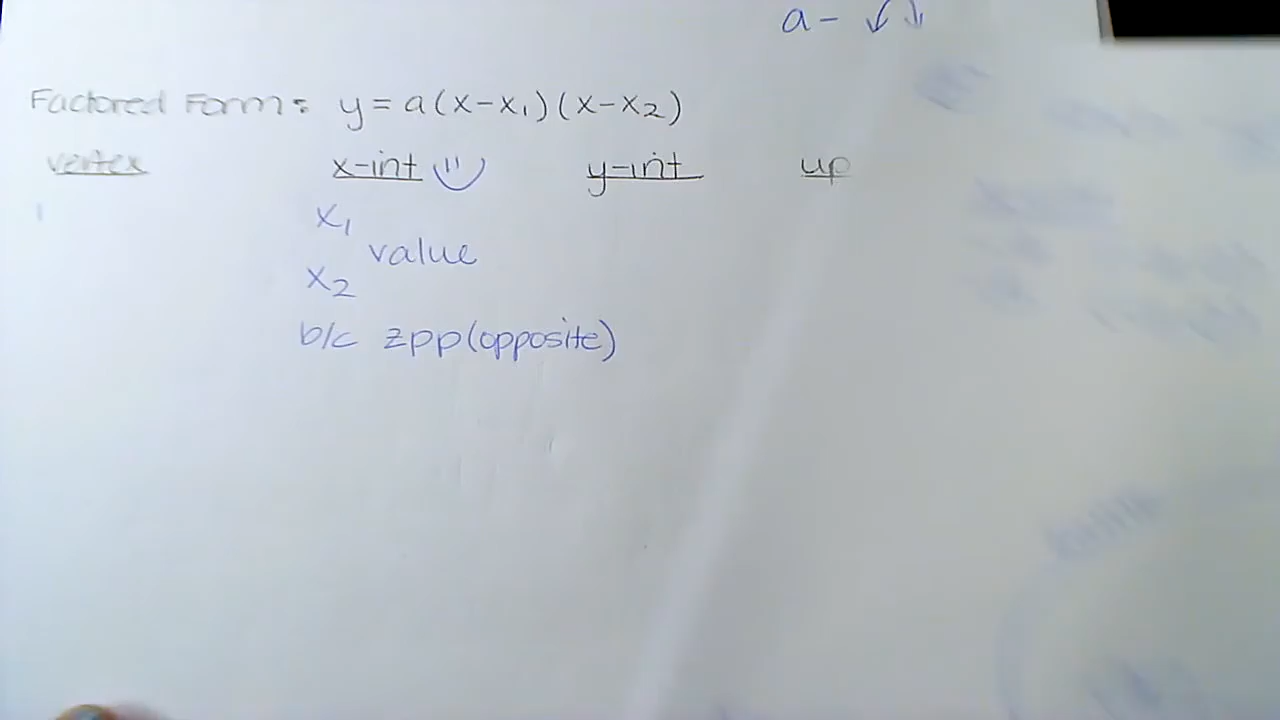 a - ↙ ↓
Factored Form: y = a(x-x₁)(x-x₂)
vertex x-int y-int up
x₁
value
x₂
b/c zpp(opposite)